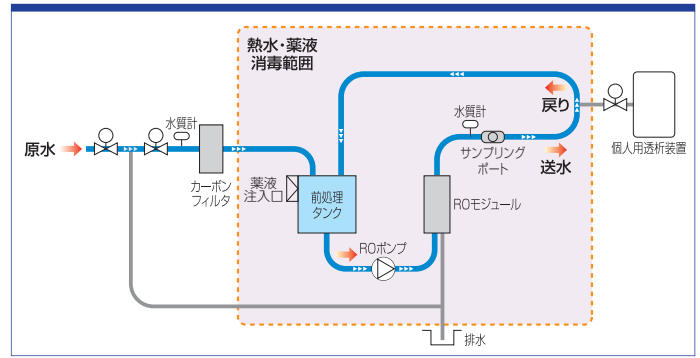 熱水・薬液
消毒範囲
原水
水質計
カーボン
フィルタ
薬液
注入口
前処理
タンク
ROポンプ
ROモジュール
水質計
サンプリング
ポート
戻り
送水
個人用透析装置
排水